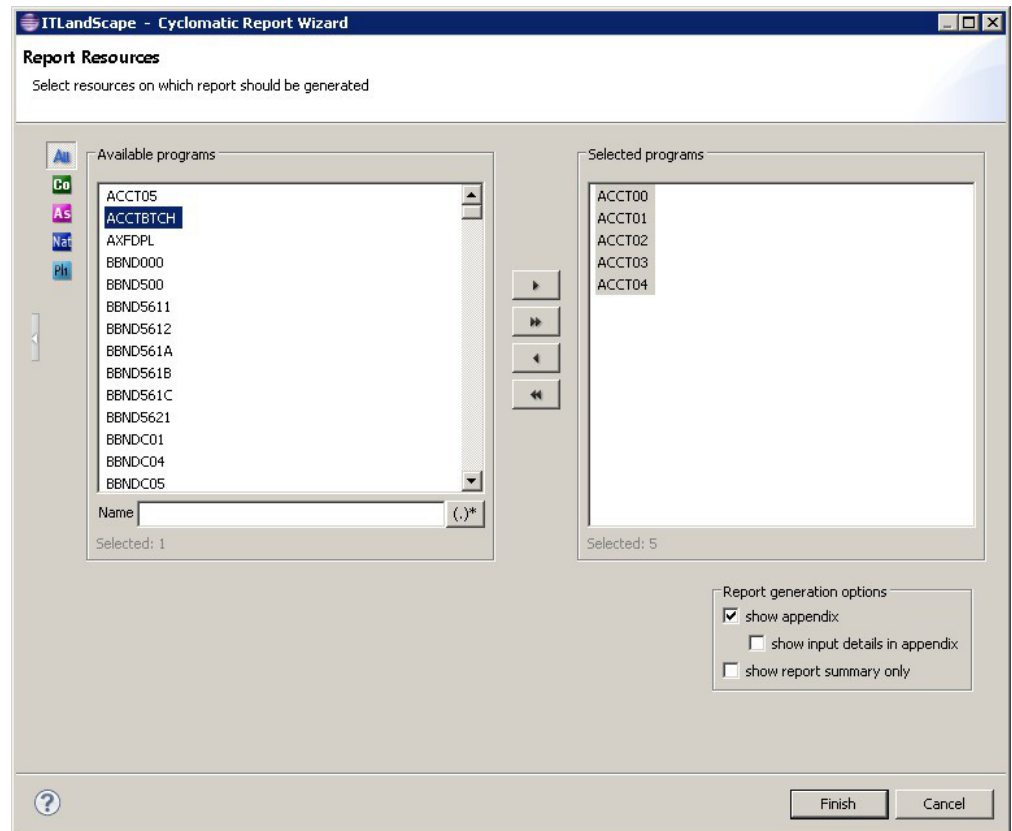 ITLandScape - Cyclomatic Report Wizard
Report Resources
Select resources on which report should be generated
All
Co
As
Nat
Pl1
Available programs
ACCT05
ACCTBTCH
AXFDPL
BBND000
BBND500
BBND5611
BBND5612
BBND561A
BBND561B
BBND561C
BBND5621
BBNDC01
BBNDC04
BBNDC05
Name
(.)*
Selected: 1
Selected programs
ACCT00
ACCT01
ACCT02
ACCT03
ACCT04
Selected: 5
Report generation options
show appendix
show input details in appendix
show report summary only
?
Finish
Cancel